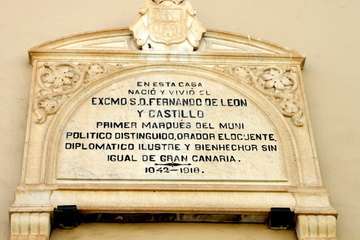 EN ESTA CASA
NACIÓ Y VIVIÓ EL
EXCMO S.D. FERNANDO DE LEON
Y CASTILLO
PRIMER MARQUÉS DEL MUNI
POLITICO DISTINGUIDO, ORADOR ELOCUENTE,
DIPLOMATICO ILUSTRE Y BIENHECHOR SIN
IGUAL DE GRAN CANARIA.
1842-1918.